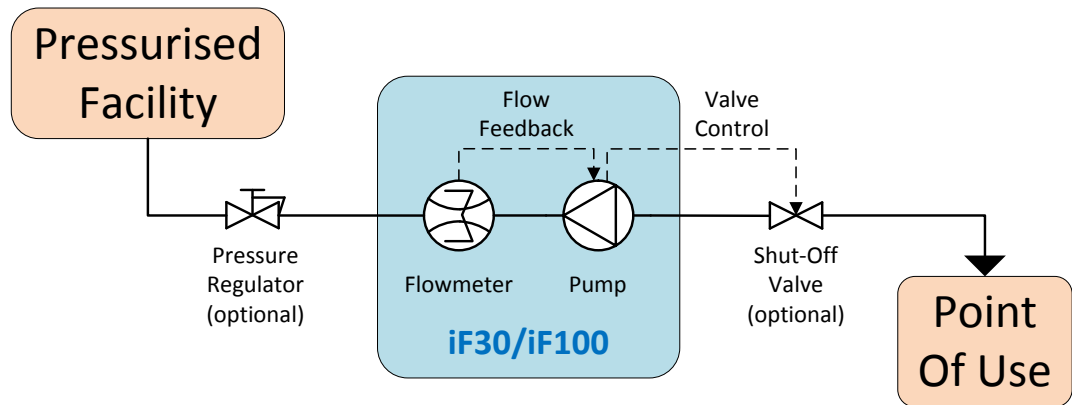 Pressurised
Facility
Flow
Feedback
Valve
Control
Pressure
Regulator
(optional)
Flowmeter
Pump
Shut-Off
Valve
(optional)
iF30/iF100
Point
Of Use